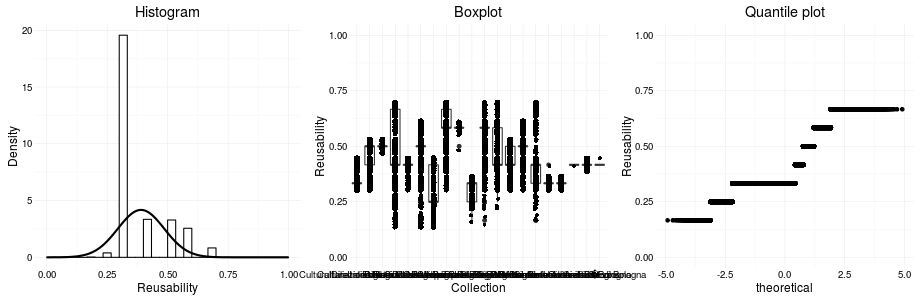 Histogram
Density
20
15
10
5
0
0.00 0.25 0.50 0.75 1.00
Reusability
Boxplot
Reusability
1.00
0.75
0.50
0.25
0.00
Collection
Quantile plot
Reusability
1.00
0.75
0.50
0.25
0.00
-5.0 -2.5 0.0 2.5 5.0
theoretical